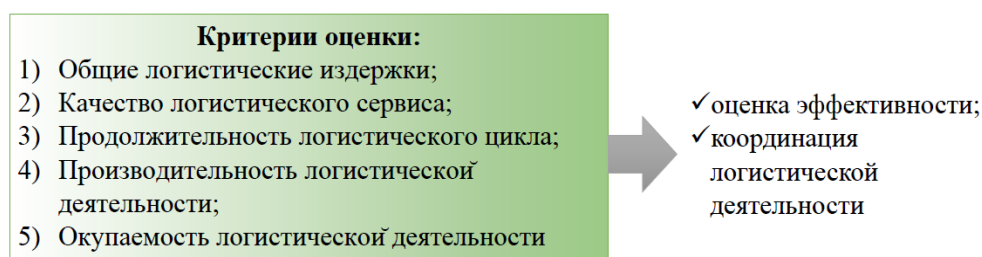 Критерии оценки:
1) Общие логистические издержки;
2) Качество логистического сервиса;
3) Продолжительность логистического цикла;
4) Производительность логистической
деятельности;
5) Окупаемость логистической деятельности
✓оценка эффективности;
✓координация
логистической
деятельности